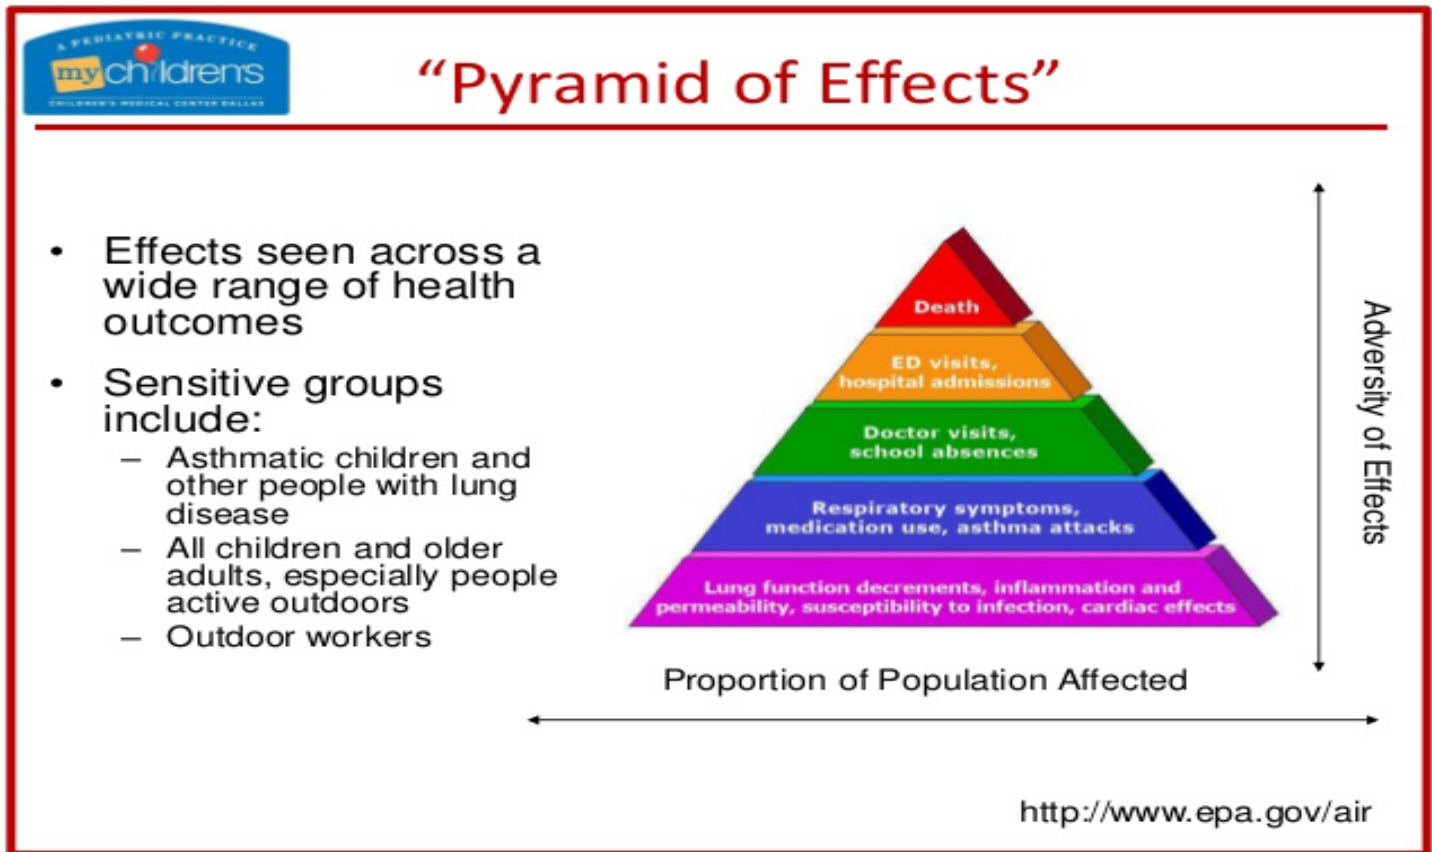 A PEDIATRIC PRACTICE
mychildrens
CHILDREN'S MEDICAL CENTER DALLAS
“Pyramid of Effects”
• Effects seen across a
wide range of health
outcomes
• Sensitive groups
include:
– Asthmatic children and
other people with lung
disease
– All children and older
adults, especially people
active outdoors
– Outdoor workers
Death
ED visits,
hospital admissions
Doctor visits,
school absences
Respiratory symptoms,
medication use, asthma attacks
Lung function decrements, inflammation and
permeability, susceptibility to infection, cardiac effects
Adversity of Effects
Proportion of Population Affected
http://www.epa.gov/air